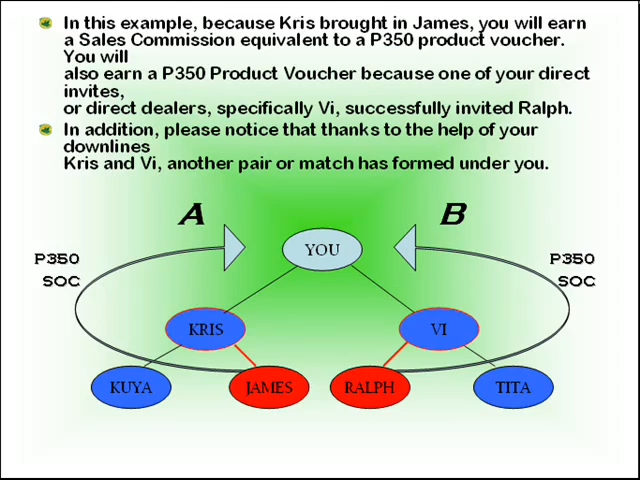 In this example, because Kris brought in James, you will earn
a Sales Commission equivalent to a P350 product voucher.
You will
also earn a P350 Product Voucher because one of your direct
invites,
or direct dealers, specifically Vi, successfully invited Ralph.
In addition, please notice that thanks to the help of your
downlines
Kris and Vi, another pair or match has formed under you.
A
B
YOU
P350
SOC
P350
SOC
KRIS
VI
KUYA
JAMES
RALPH
TITA